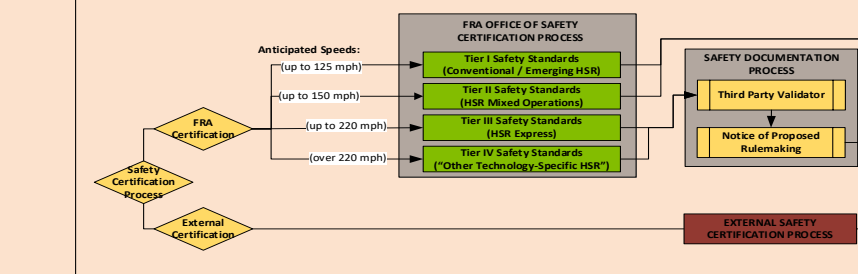 FRA OFFICE OF SAFETY
CERTIFICATION PROCESS
Anticipated Speeds:
(up to 125 mph)
Tier I Safety Standards
(Conventional / Emerging HSR)
(up to 150 mph)
Tier II Safety Standards
(HSR Mixed Operations)
(up to 220 mph)
Tier III Safety Standards
(HSR Express)
(over 220 mph)
Tier IV Safety Standards
(“Other Technology-Specific HSR”)
SAFETY DOCUMENTATION
PROCESS
Third Party Validator
Notice of Proposed
Rulemaking
FRA
Certification
Safety
Certification
Process
External
Certification
EXTERNAL SAFETY
CERTIFICATION PROCESS